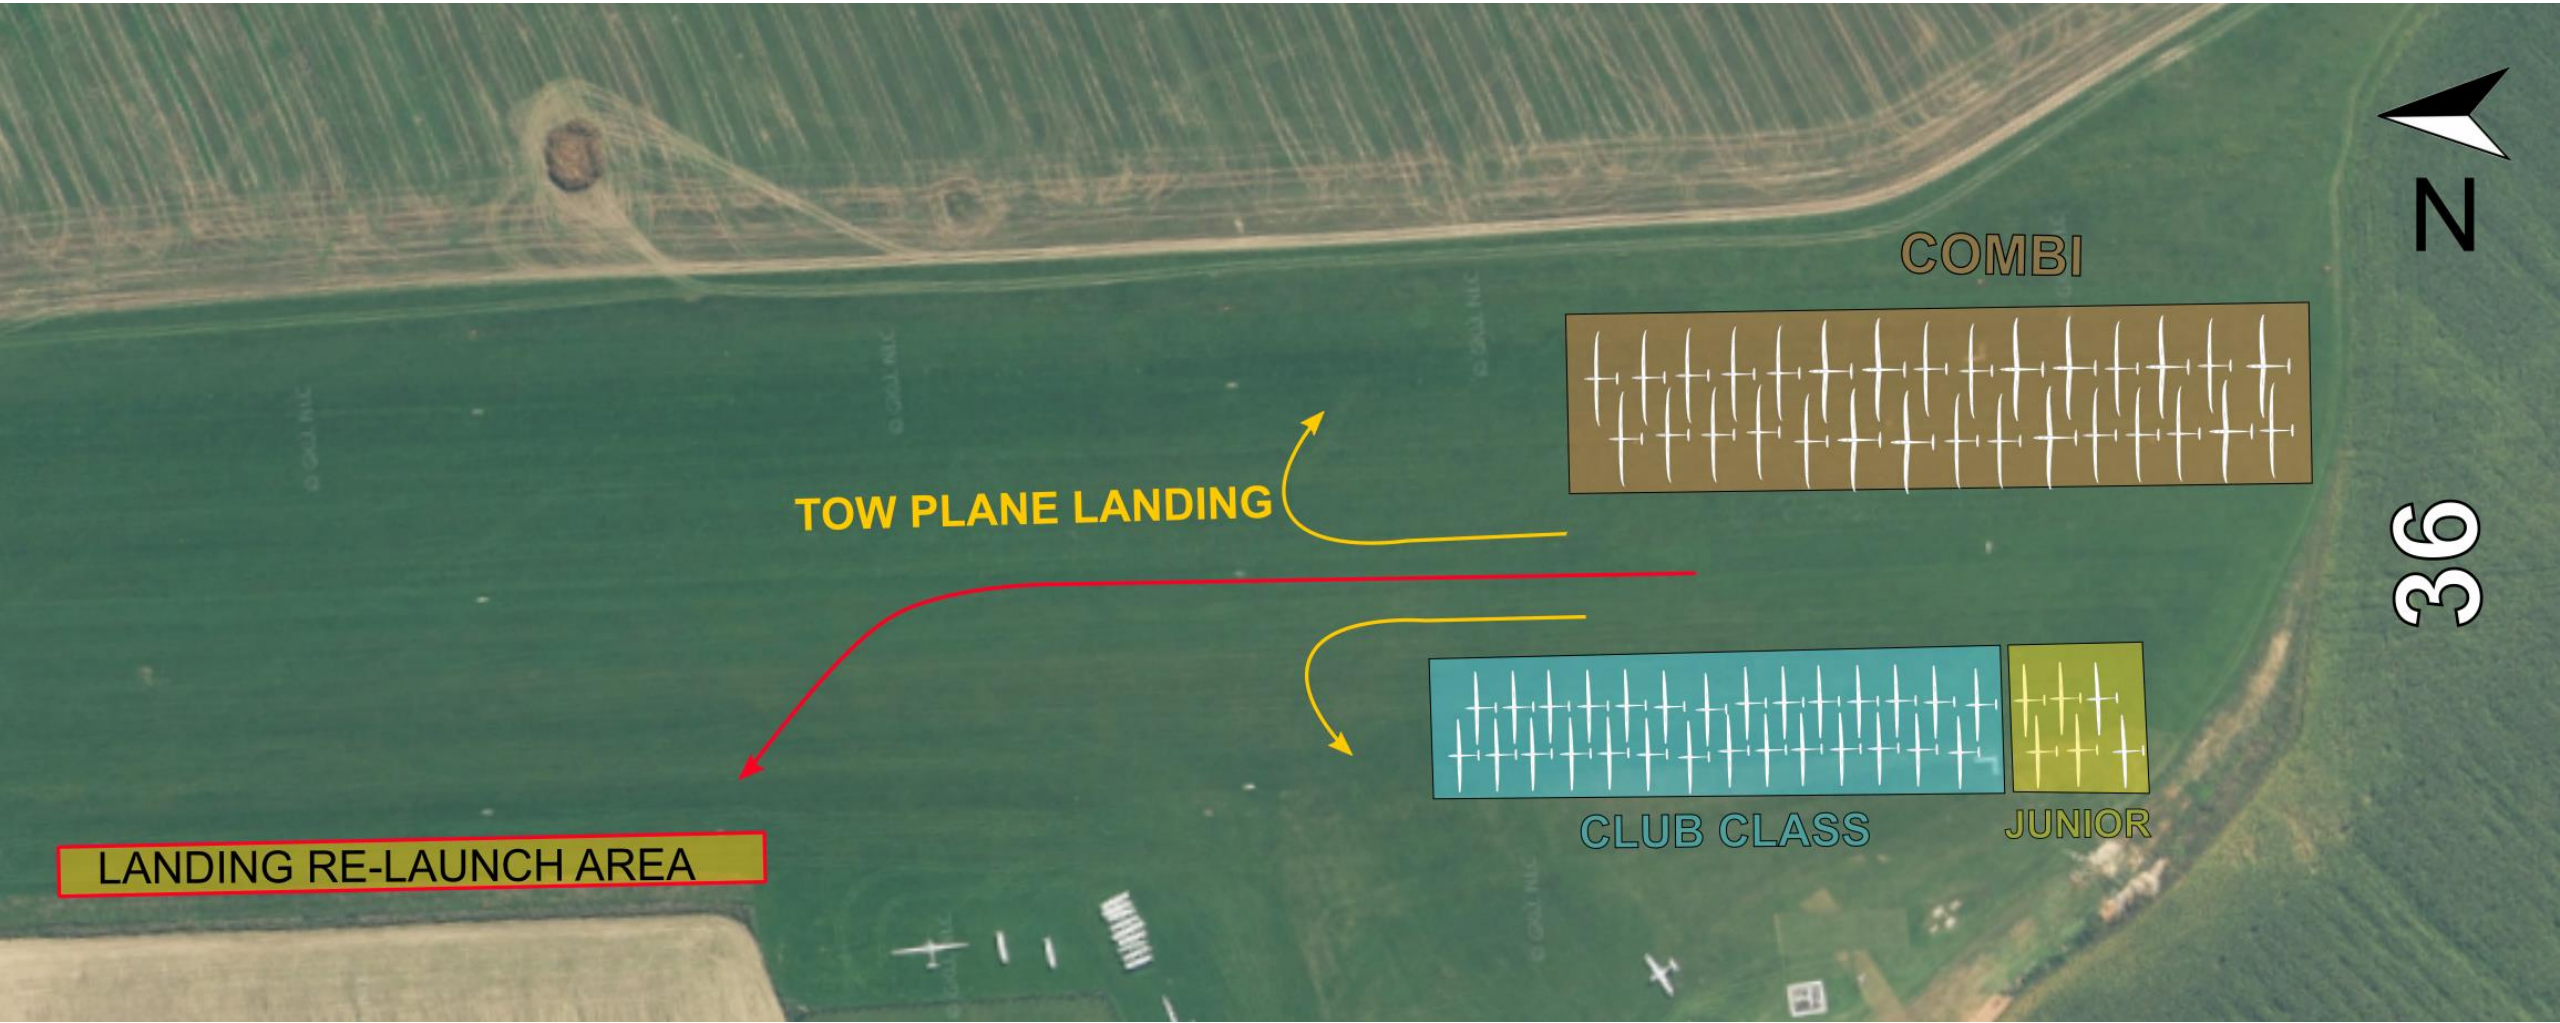 N
COMBI
TOW PLANE LANDING
36
CLUB CLASS
JUNIOR
LANDING RE-LAUNCH AREA